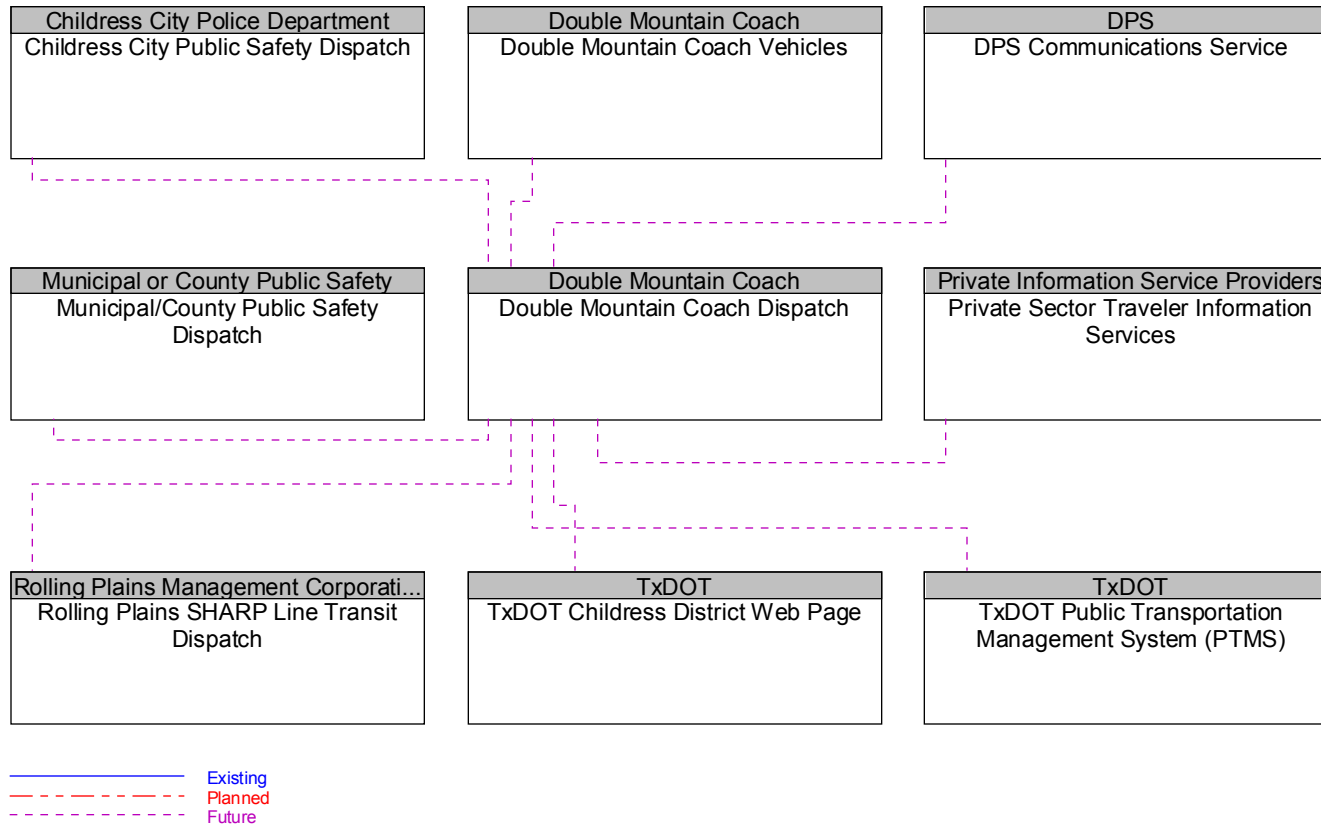 Childress City Police Department
Childress City Public Safety Dispatch
Double Mountain Coach
Double Mountain Coach Vehicles
DPS
DPS Communications Service
Municipal or County Public Safety
Municipal/County Public Safety
Dispatch
Double Mountain Coach
Double Mountain Coach Dispatch
Private Information Service Providers
Private Sector Traveler Information
Services
Rolling Plains Management Corporati...
Rolling Plains SHARP Line Transit
Dispatch
TxDOT
TxDOT Childress District Web Page
TxDOT
TxDOT Public Transportation
Management System (PTMS)
Existing
Planned
Future